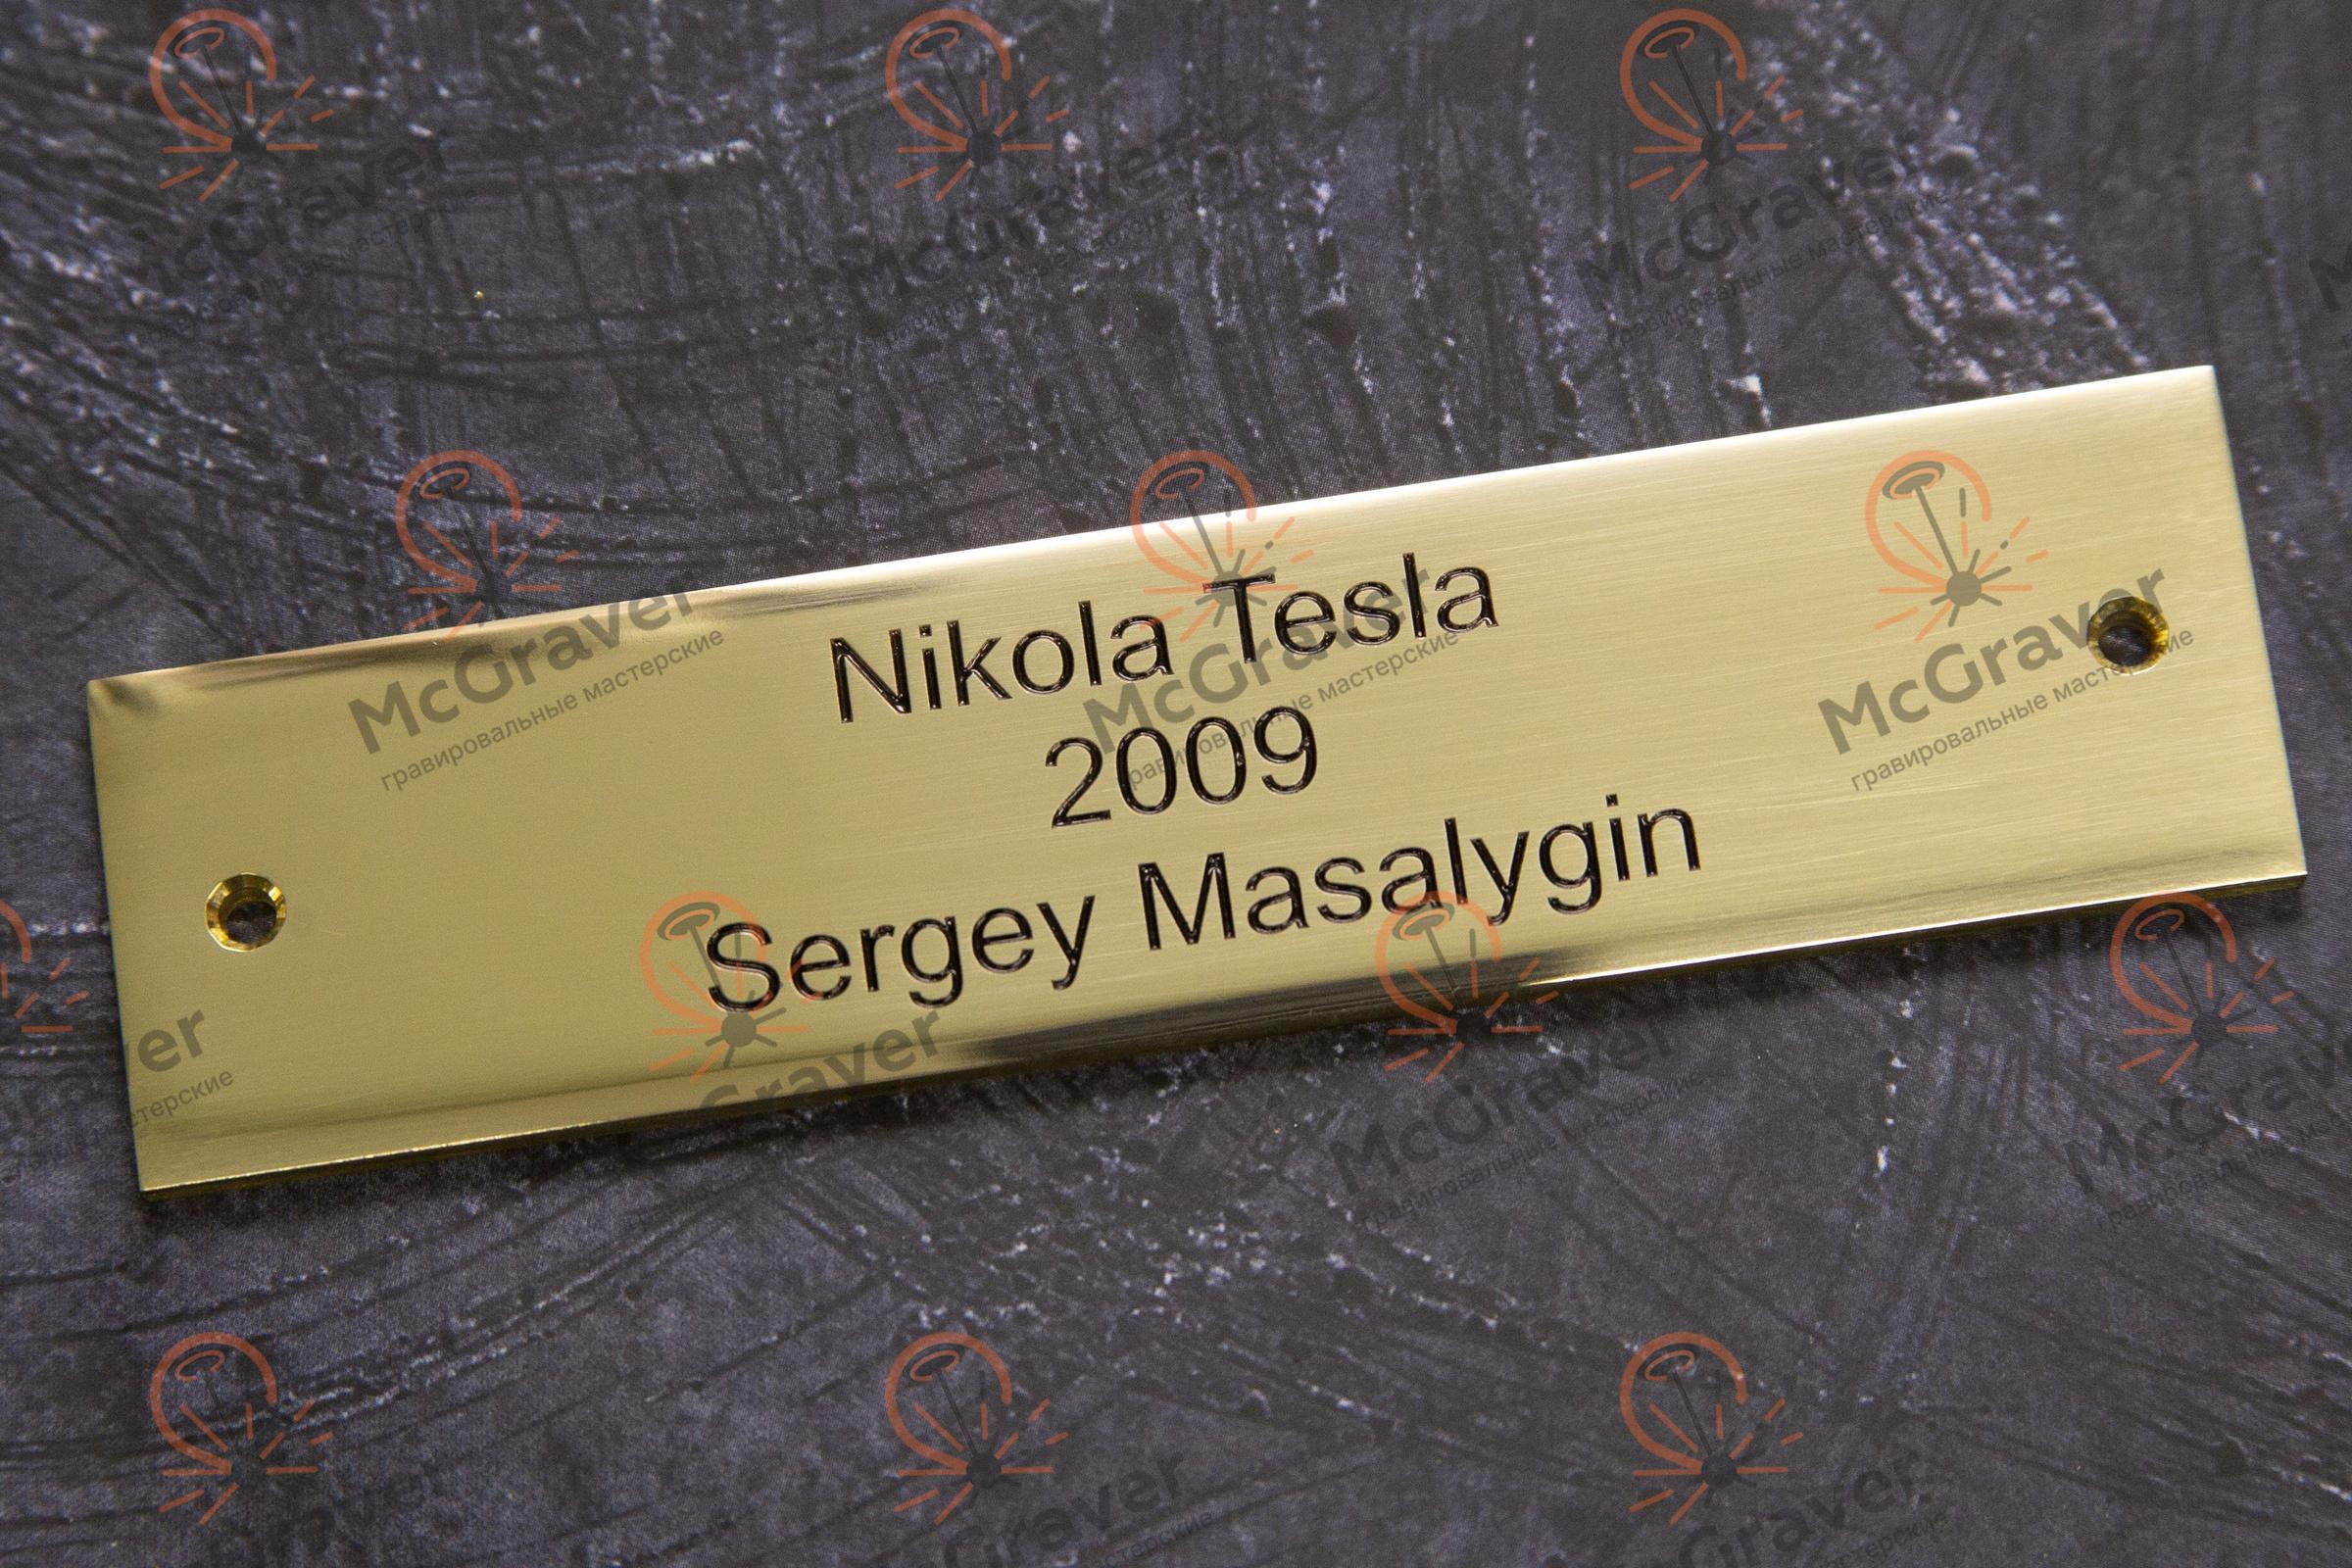 Nikola Tesla
2009
Sergey Masalygin
McGraver
гравировальные мастерские